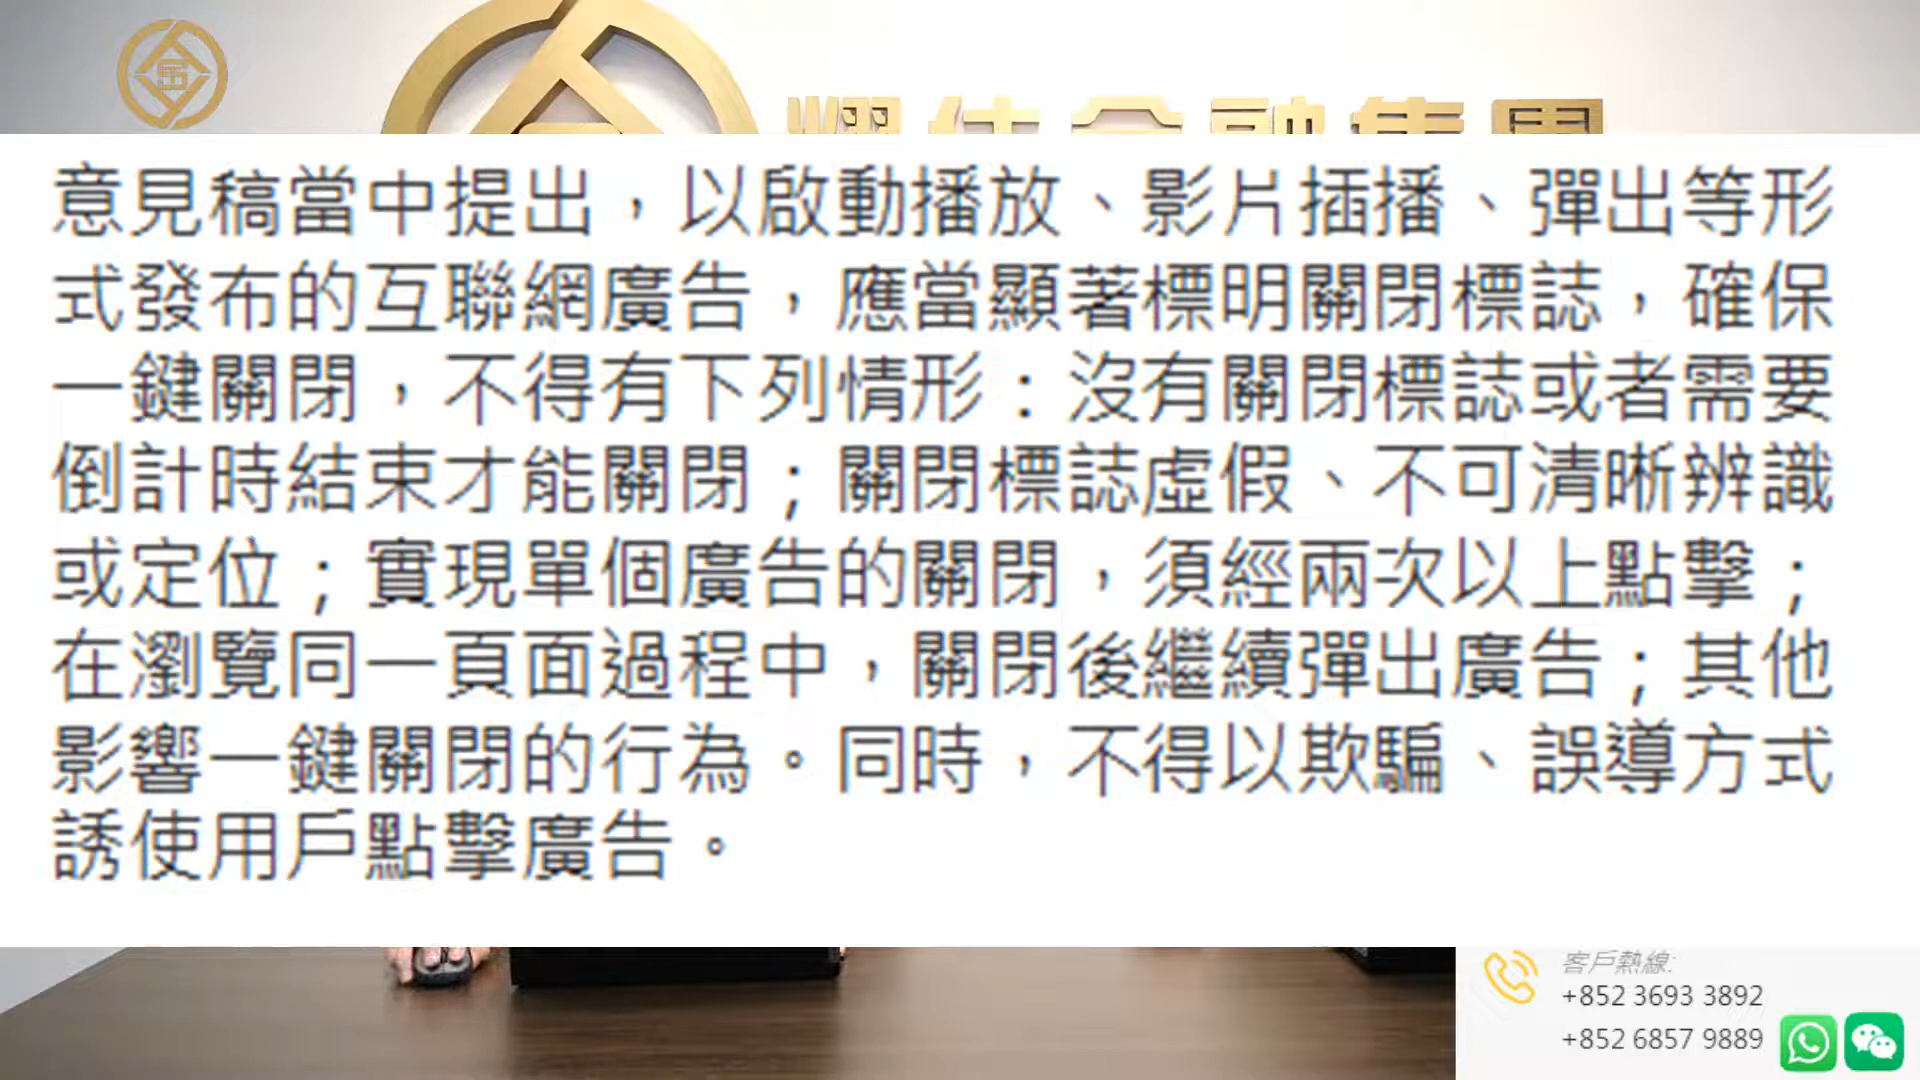 意見稿當中提出，以啟動播放、影片插播、彈出等形
式發布的互聯網廣告，應當顯著標明關閉標誌，確保
一鍵關閉，不得有下列情形：沒有關閉標誌或者需要
倒計時結束才能關閉；關閉標誌虛假、不可清晰辨識
或定位；實現單個廣告的關閉，須經兩次以上點擊；
在瀏覽同一頁面過程中，關閉後繼續彈出廣告；其他
影響一鍵關閉的行為。同時，不得以欺騙、誤導方式
誘使用戶點擊廣告。
客戶熱線:
+852 3693 3892
+852 6857 9889